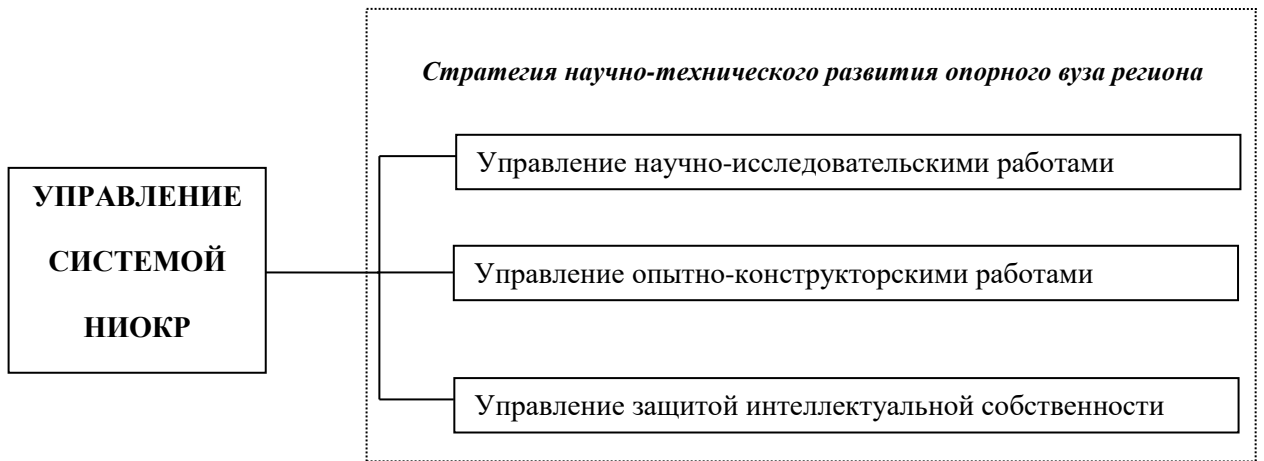 Стратегия научно-технического развития опорного вуза региона
УПРАВЛЕНИЕ
СИСТЕМОЙ
НИОКР
Управление научно-исследовательскими работами
Управление опытно-конструкторскими работами
Управление защитой интеллектуальной собственности